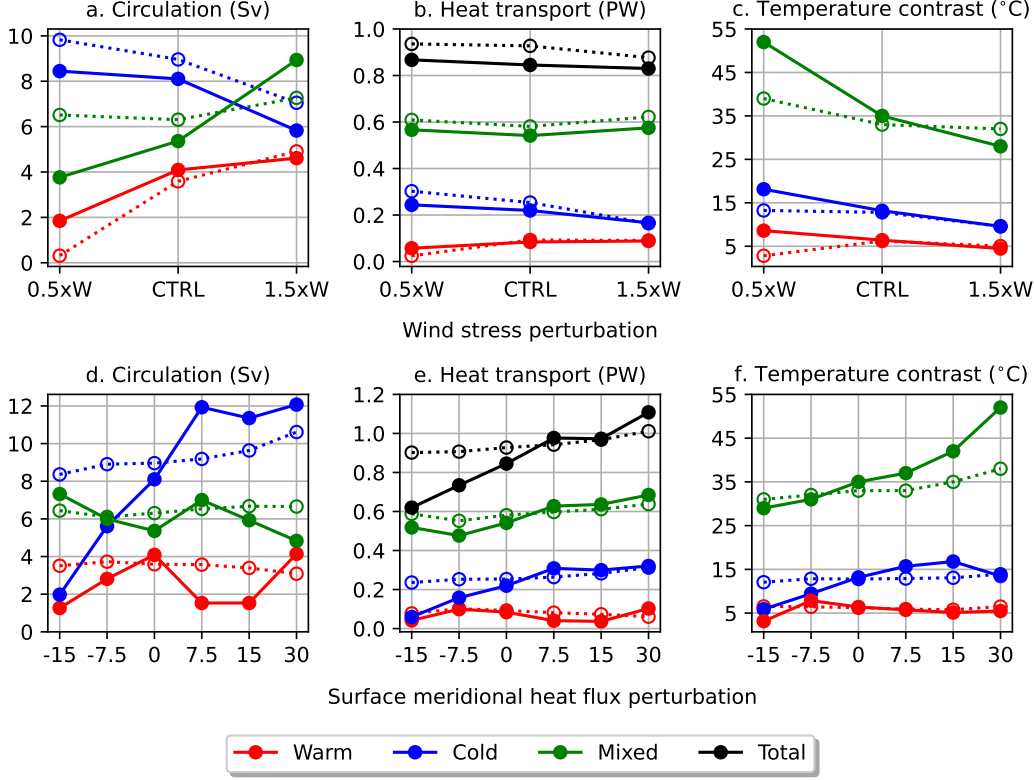 a. Circulation (Sv)
b. Heat transport (PW)
c. Temperature contrast (°C)
10
8
6
4
2
0
0.5xW CTRL 1.5xW
1.0
0.8
0.6
0.4
0.2
0.0
0.5xW CTRL 1.5xW
55
45
35
25
15
5
0.5xW CTRL 1.5xW
Wind stress perturbation
d. Circulation (Sv)
e. Heat transport (PW)
f. Temperature contrast (°C)
12
10
8
6
4
2
0
-15 -7.5 0 7.5 15 30
1.2
1.0
0.8
0.6
0.4
0.2
0.0
-15 -7.5 0 7.5 15 30
55
45
35
25
15
5
-15 -7.5 0 7.5 15 30
Surface meridional heat flux perturbation
Warm Cold Mixed Total